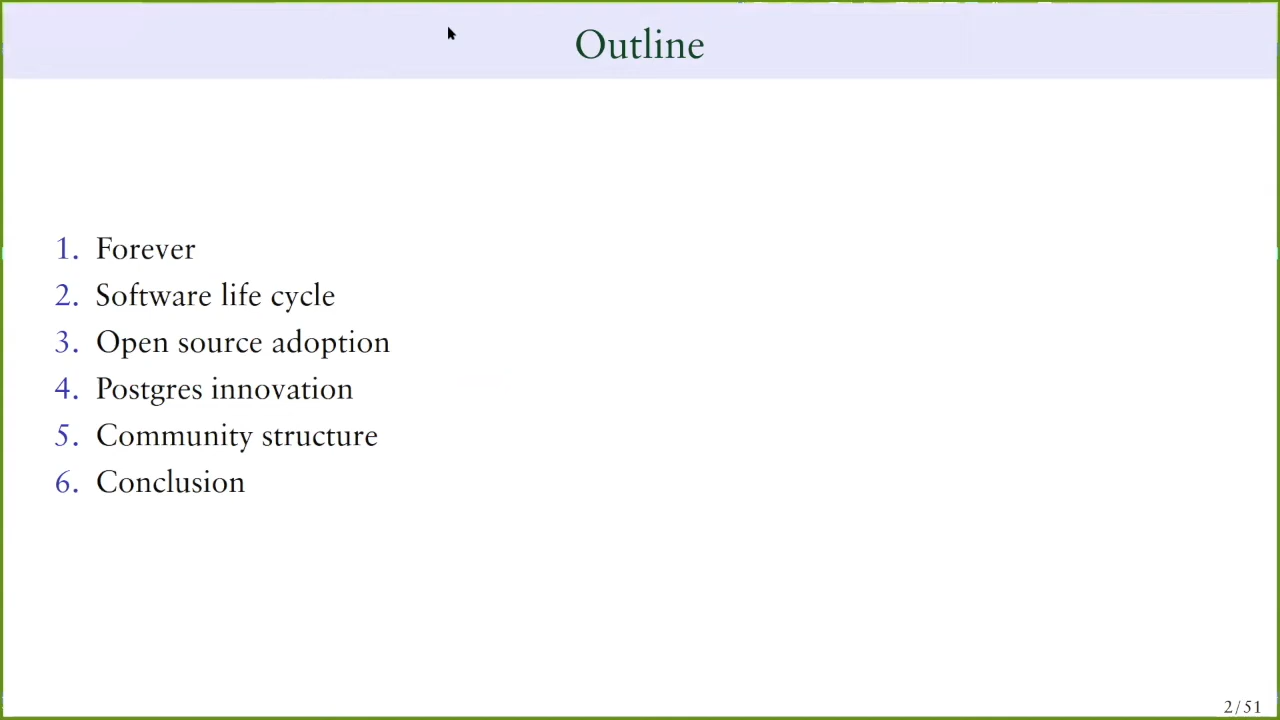 Outline
1. Forever
2. Software life cycle
3. Open source adoption
4. Postgres innovation
5. Community structure
6. Conclusion
2/51